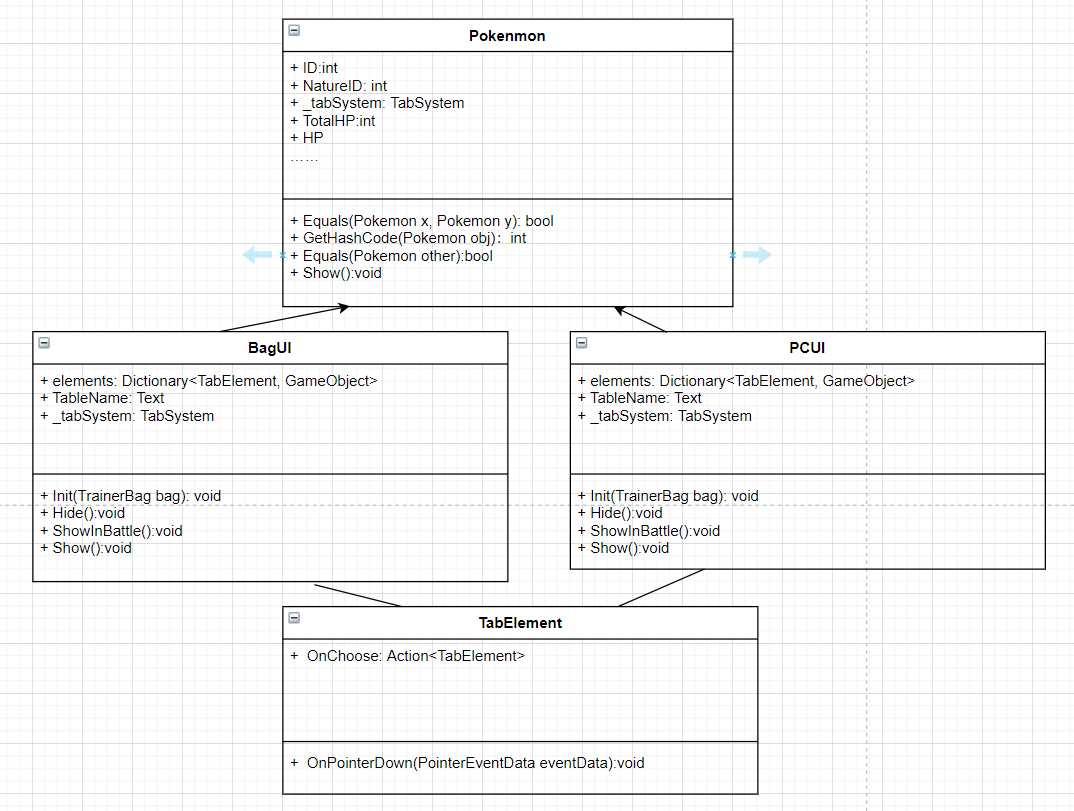 Pokenmon
+ ID:int
+ NatureID: int
+ _tabSystem: TabSystem
+ TotalHP:int
+ HP
……
+ Equals(Pokemon x, Pokemon y): bool
+ GetHashCode(Pokemon obj)：int
+ Equals(Pokemon other):bool
+ Show():void
BagUI
+ elements: Dictionary<TabElement, GameObject>
+ TableName: Text
+ _tabSystem: TabSystem
+ Init(TrainerBag bag): void
+ Hide():void
+ ShowInBattle():void
+ Show():void
PCUI
+ elements: Dictionary<TabElement, GameObject>
+ TableName: Text
+ _tabSystem: TabSystem
+ Init(TrainerBag bag): void
+ Hide():void
+ ShowInBattle():void
+ Show():void
TabElement
+ OnChoose: Action<TabElement>
+ OnPointerDown(PointerEventData eventData):void